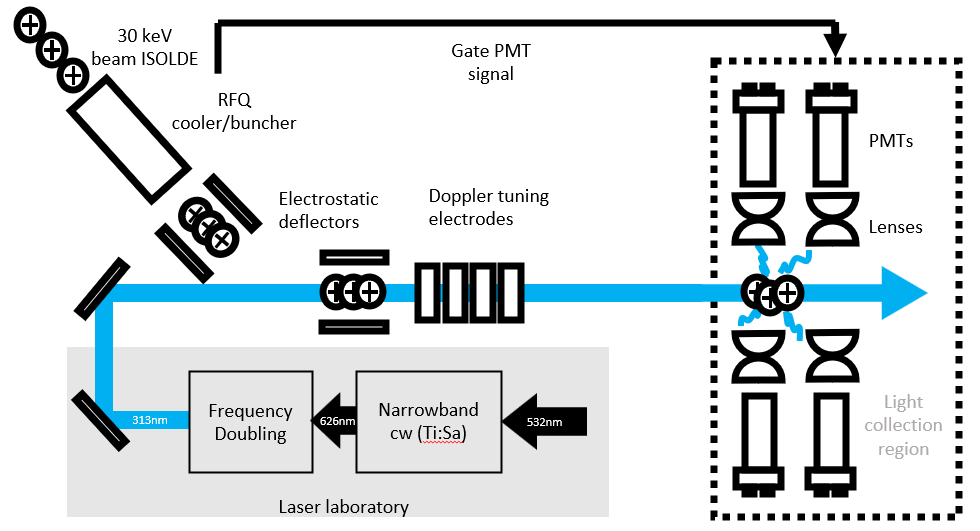 30 keV
beam ISOLDE
Gate PMT
signal
RFQ
cooler/buncher
PMTs
Electrostatic
deflectors
Doppler tuning
electrodes
Lenses
313nm
Frequency
Doubling
626nm
Narrowband
cw (Ti:Sa)
532nm
Light
collection
region
Laser laboratory